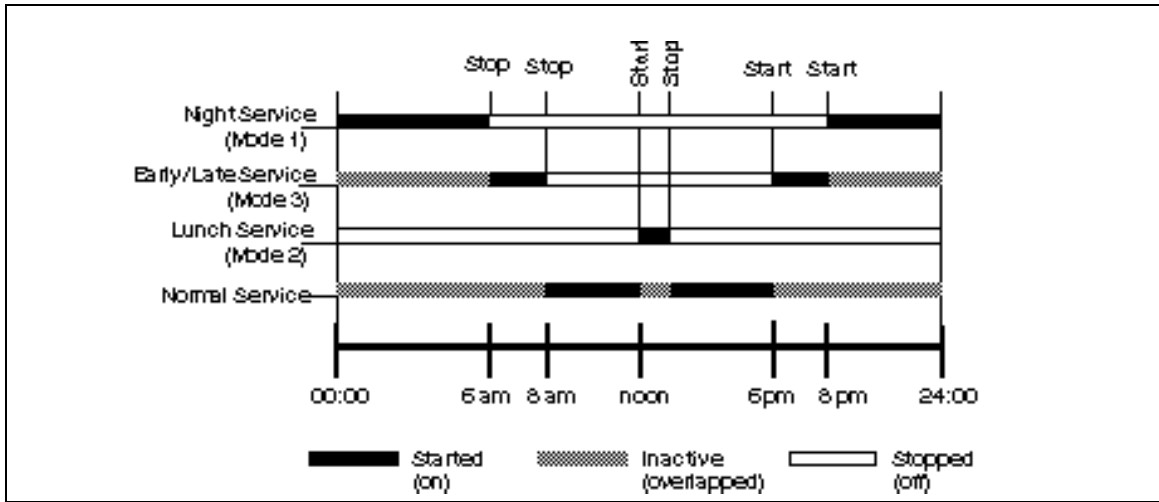 Stop Stop Start Stop Start Start
Night Service
(Mode 1)
Early/Late Service
(Mode 3)
Lunch Service
(Mode 2)
Normal Service
00:00 6 am 8 am noon 6pm 8 pm 24:00
Started
(on)
Inactive
(overlapped)
Stopped
(off)